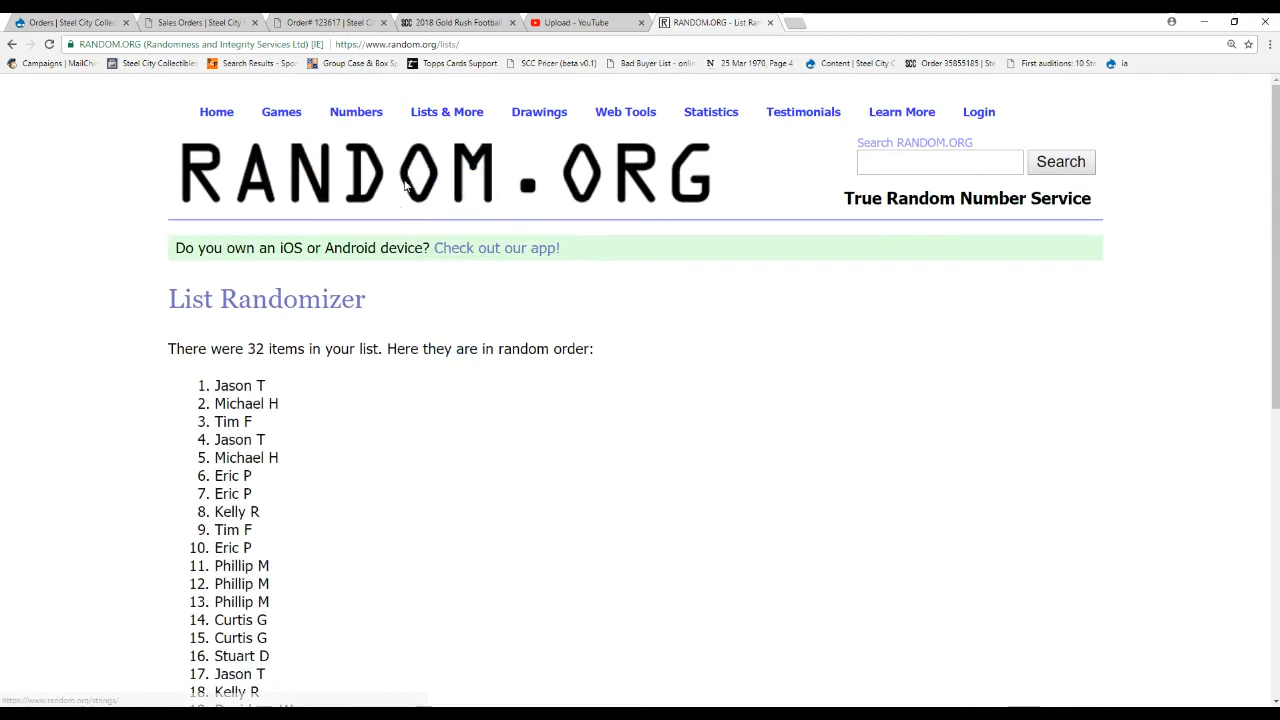 Orders | Steel City Collec
Sales Orders | Steel City
Order# 123617 | Steel Ci
2018 Gold Rush Football
Upload - YouTube
RANDOM.ORG - List Ra
RANDOM.ORG (Randomness and Integrity Services Ltd) [IE]
https://www.random.org/lists/
Campaigns | MailChi
Steel City Collectibles
Search Results - Spo
Group Case & Box Sp
Topps Cards Support
SCC Pricer (beta v0.1)
Bad Buyer List - onlin
25 Mar 1970, Page 4
Content | Steel City C
Order 35855185 | Ste
First auditions: 10 Ste
ia
Home Games Numbers Lists & More Drawings Web Tools Statistics Testimonials Learn More Login
RANDOM.ORG
Search RANDOM.ORG
Search
True Random Number Service
Do you own an iOS or Android device? Check out our app!
List Randomizer
There were 32 items in your list. Here they are in random order:
1. Jason T
2. Michael H
3. Tim F
4. Jason T
5. Michael H
6. Eric P
7. Eric P
8. Kelly R
9. Tim F
10. Eric P
11. Phillip M
12. Phillip M
13. Phillip M
14. Curtis G
15. Curtis G
16. Stuart D
17. Jason T
18. Kelly R
https://www.random.org/strings/